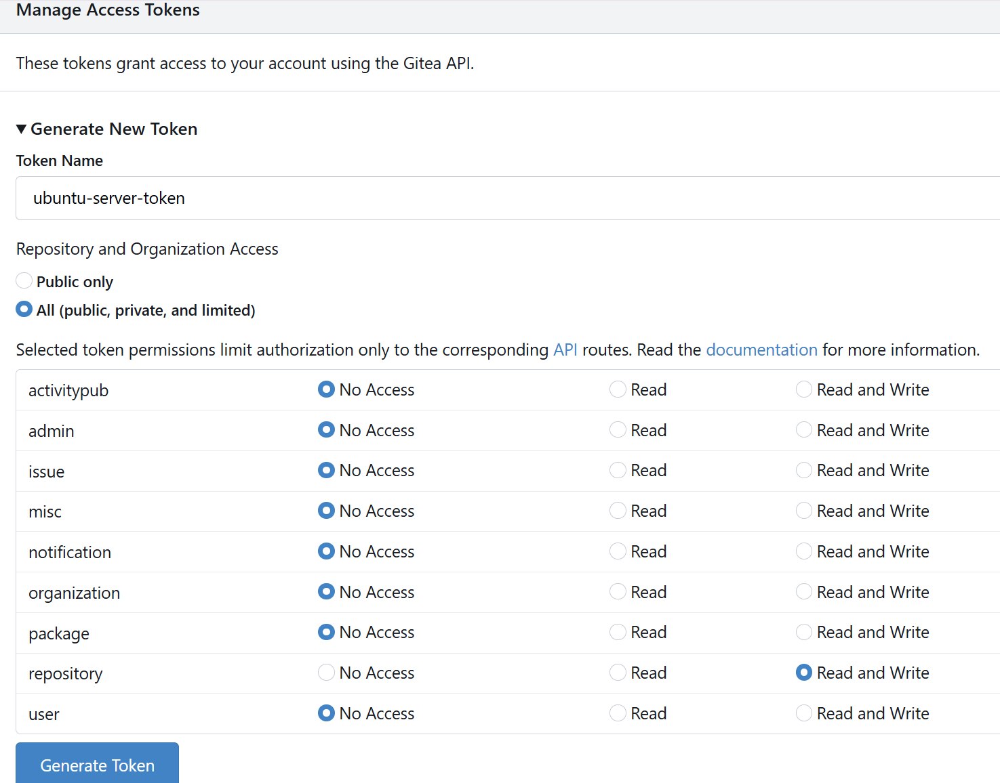 Manage Access Tokens
These tokens grant access to your account using the Gitea API.
Generate New Token
Token Name
ubuntu-server-token
Repository and Organization Access
Public only
All (public, private, and limited)
Selected token permissions limit authorization only to the corresponding API routes. Read the documentation for more information.
activitypub No Access Read Read and Write
admin No Access Read Read and Write
issue No Access Read Read and Write
misc No Access Read Read and Write
notification No Access Read Read and Write
organization No Access Read Read and Write
package No Access Read Read and Write
repository No Access Read Read and Write
user No Access Read Read and Write
Generate Token